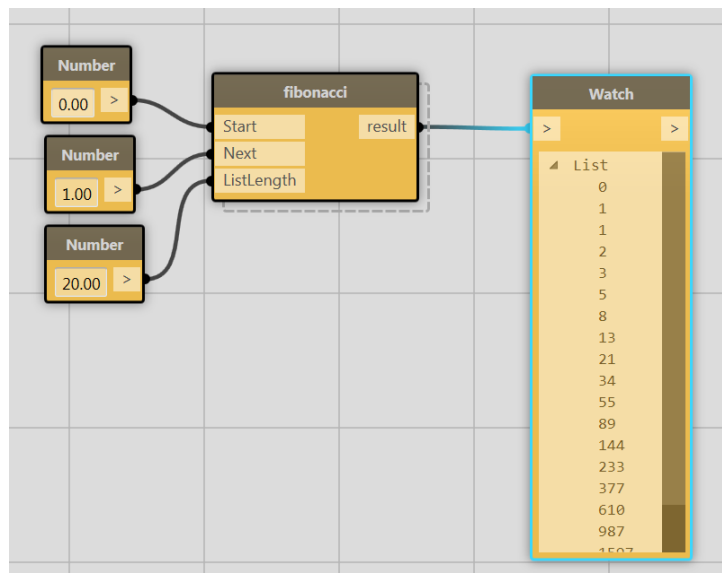 Number
0.00 >
Number
1.00 >
Number
20.00 >
fibonacci
Start result
Next
ListLength
Watch
> >
List
0
1
1
2
3
5
8
13
21
34
55
89
144
233
377
610
987
1597